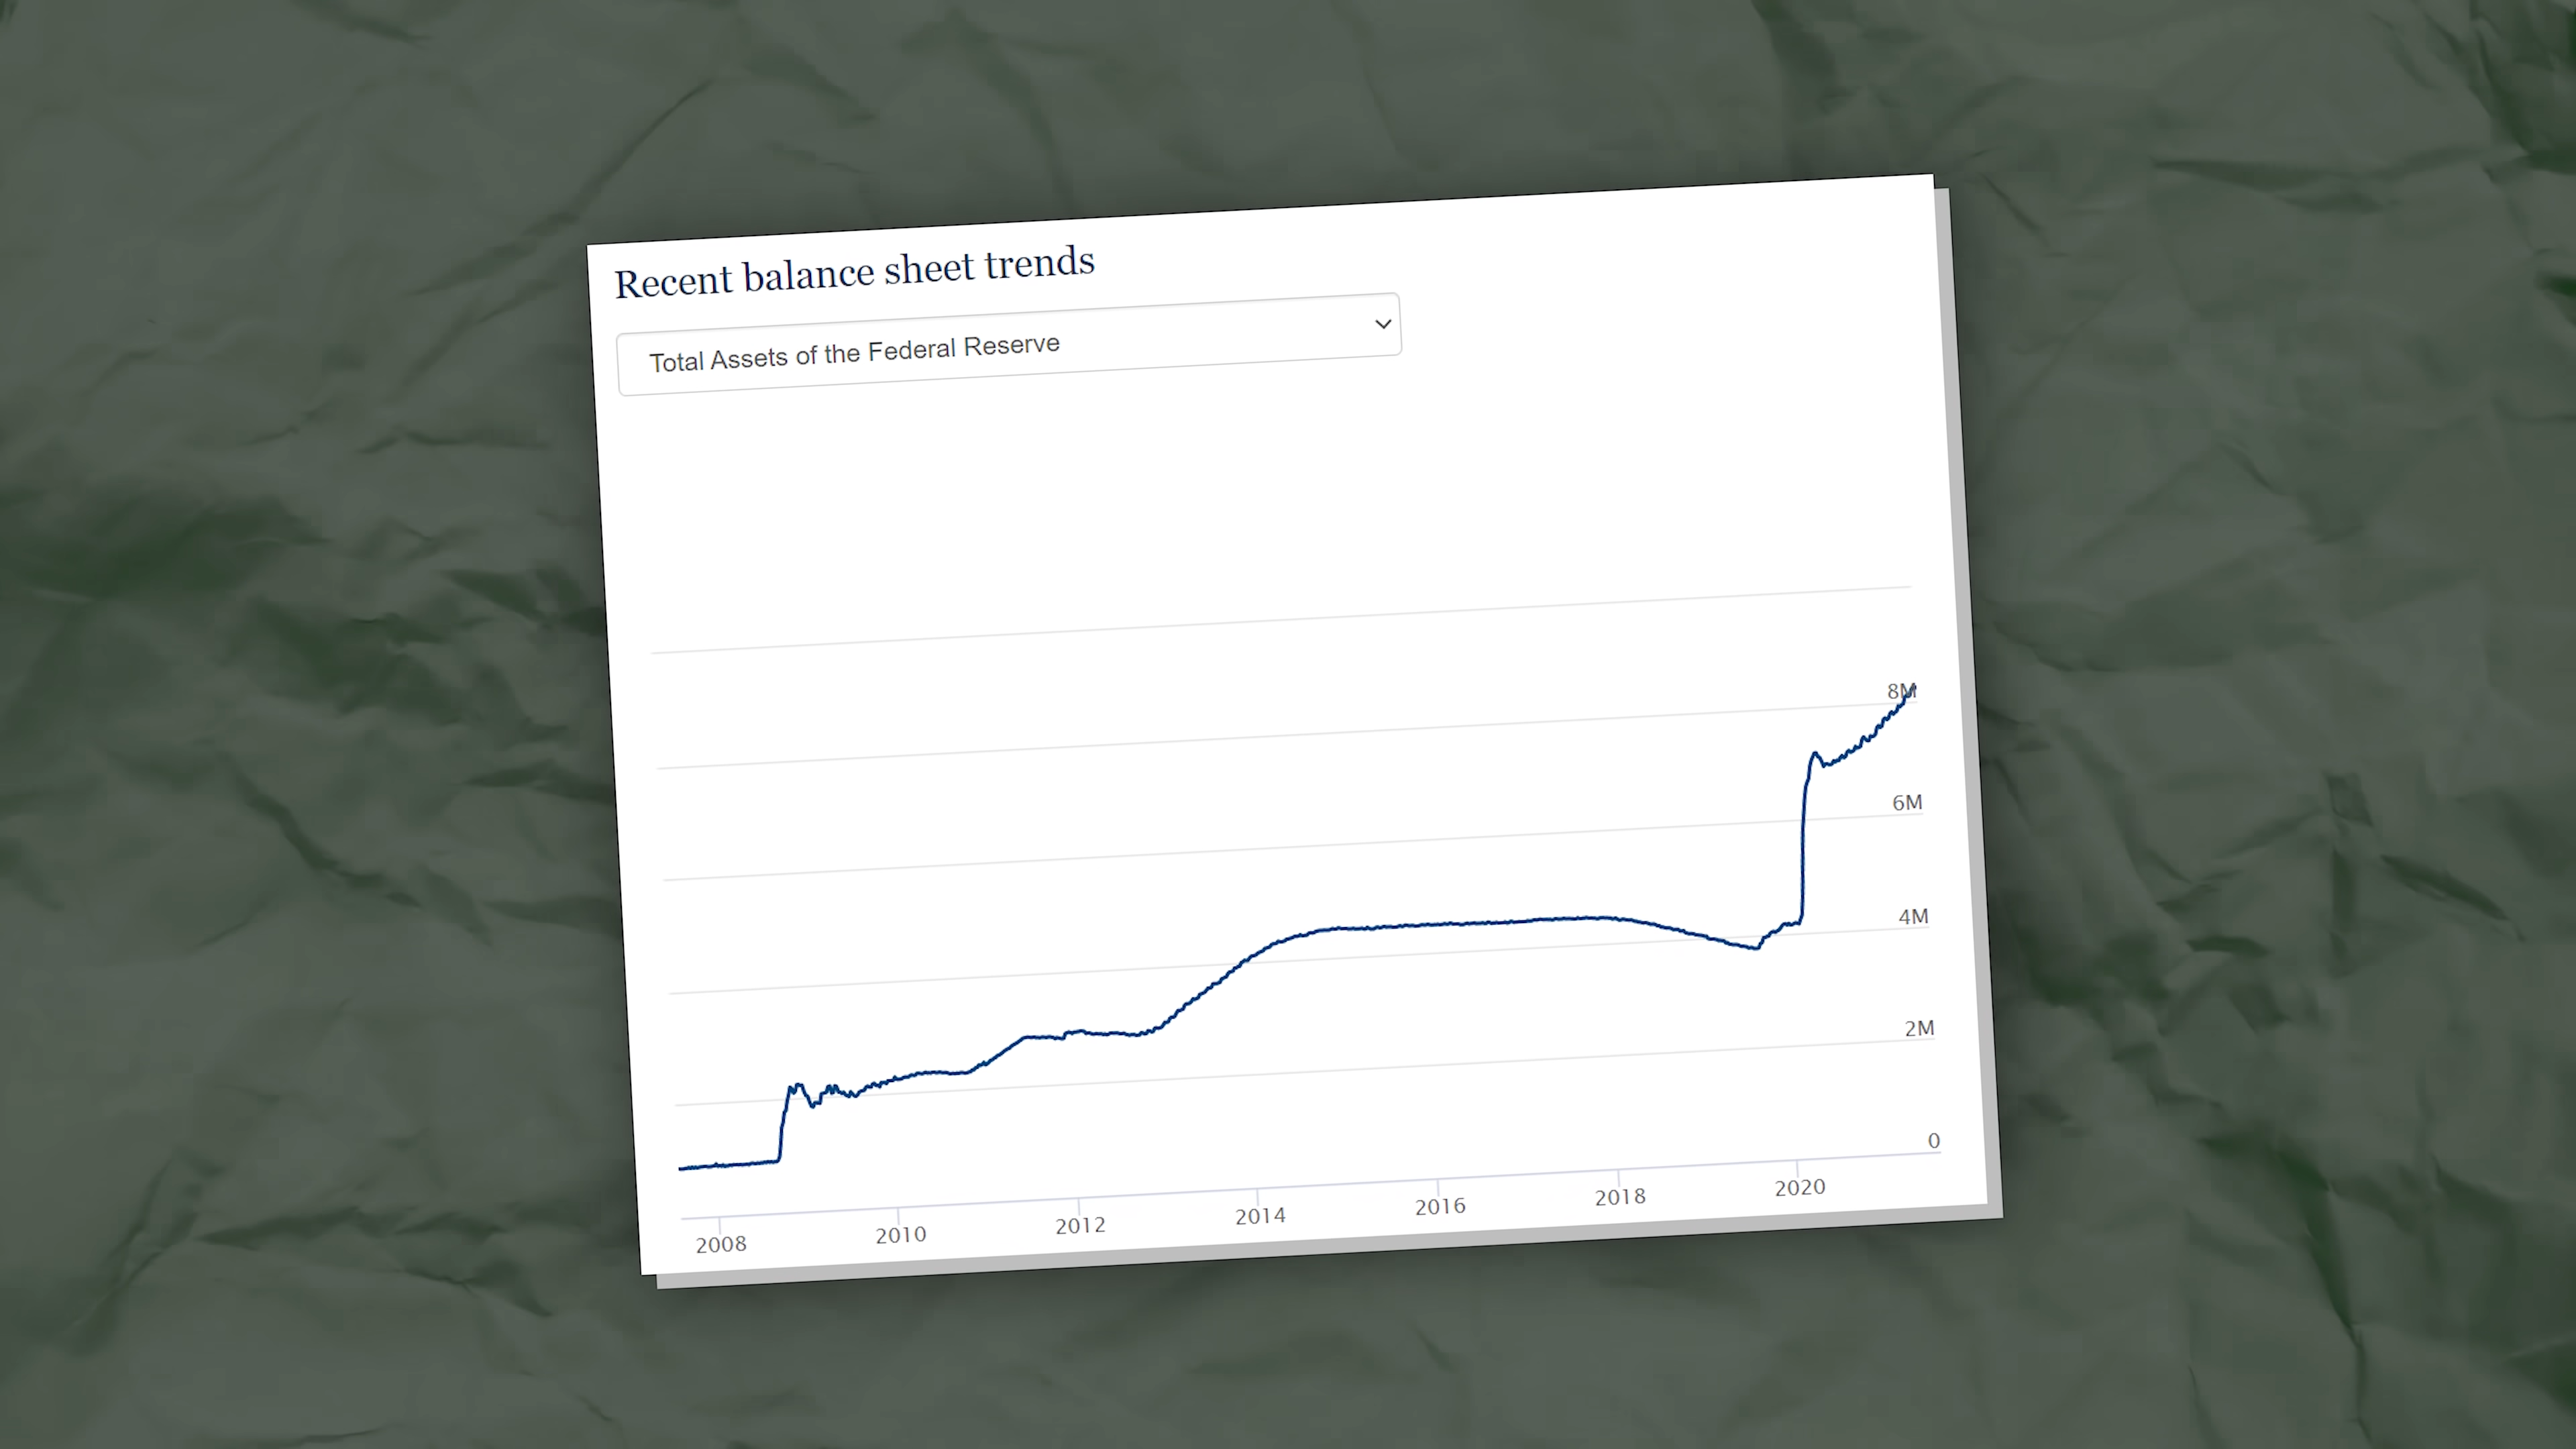 Recent balance sheet trends
Total Assets of the Federal Reserve
8M
6M
4M
2M
0
2008 2010 2012 2014 2016 2018 2020